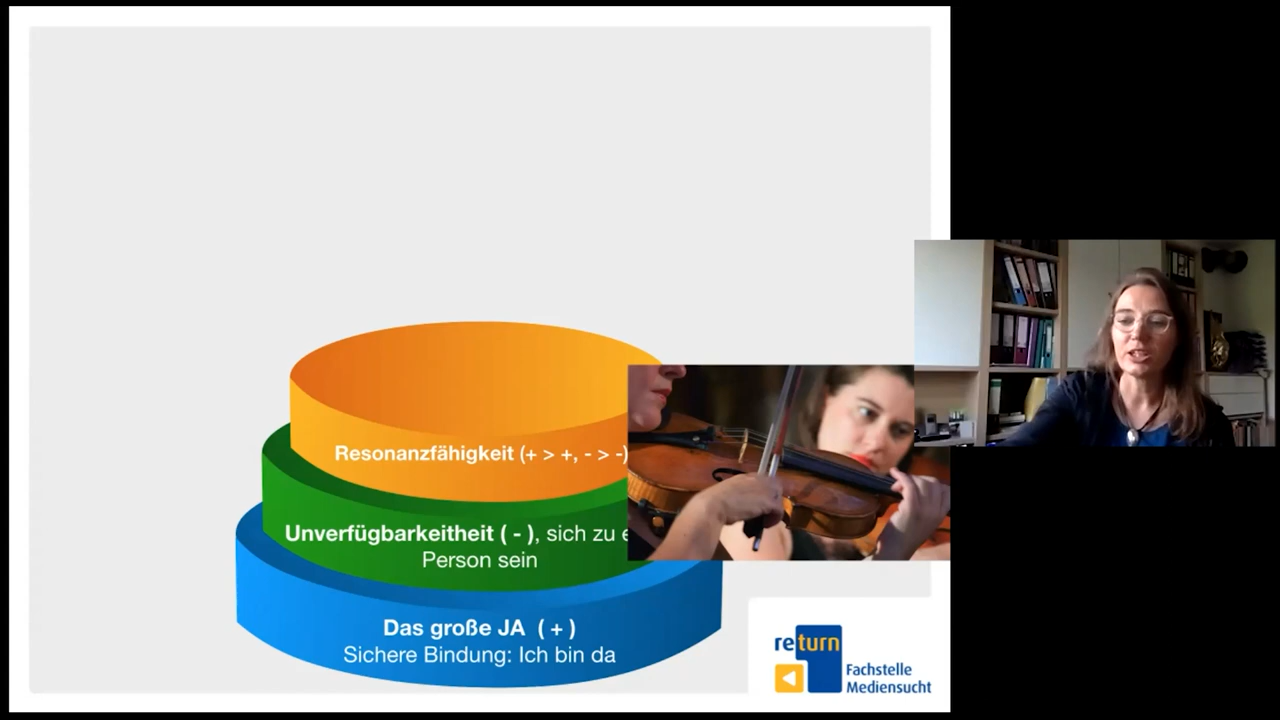 Resonanzfähigkeit (+ > +, - > -)
Unverfügbarkeitheit ( - ), sich zu e
Person sein
Das große JA ( + )
Sichere Bindung: Ich bin da
return
Fachstelle
Mediensucht